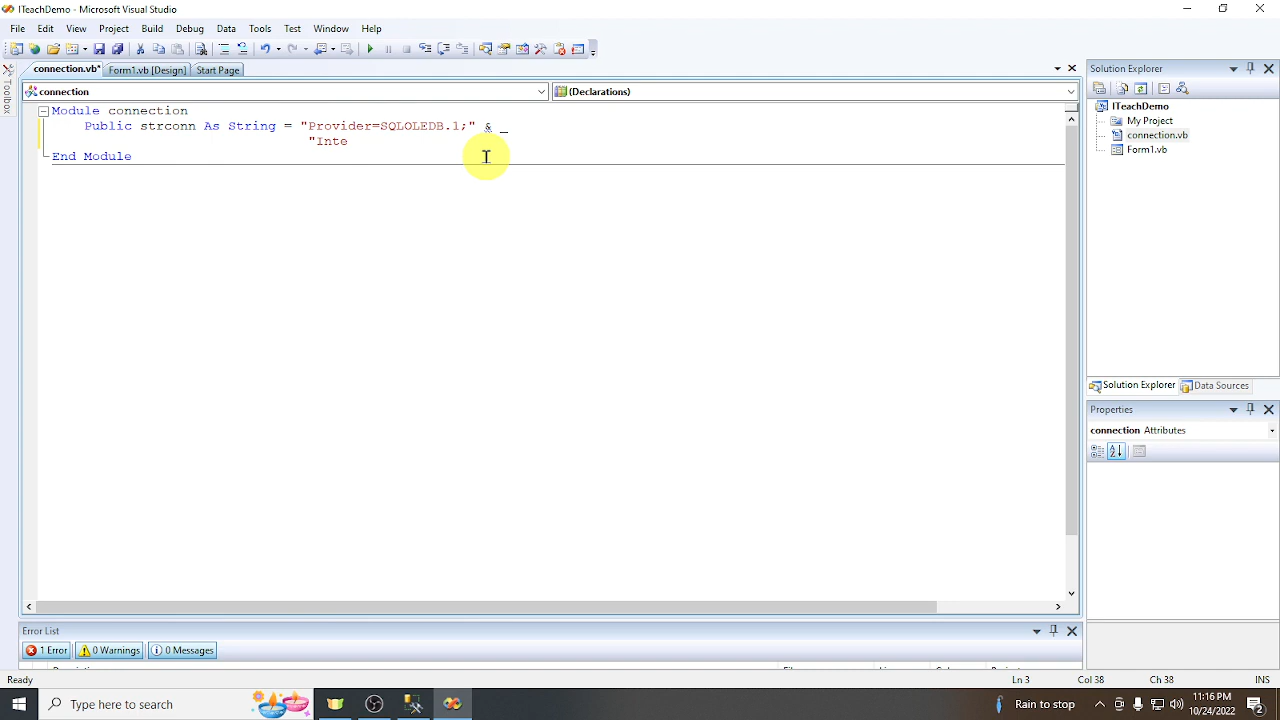 ITeachDemo - Microsoft Visual Studio
File Edit View Project Build Debug Data Tools Test Window Help
connection.vb* Form1.vb [Design] Start Page
Toolbox
connection (Declarations)
Module connection
Public strconn As String = "Provider=SQLOLEDB.1;" & _
"Inte
End Module
Solution Explorer
ITeachDemo
My Project
connection.vb
Form1.vb
Solution Explorer Data Sources
Properties
connection Attributes
Error List
1 Error 0 Warnings 0 Messages
Ready Ln 3 Col 38 Ch 38 INS
Type here to search
Rain to stop
11:16 PM
10/24/2022
2